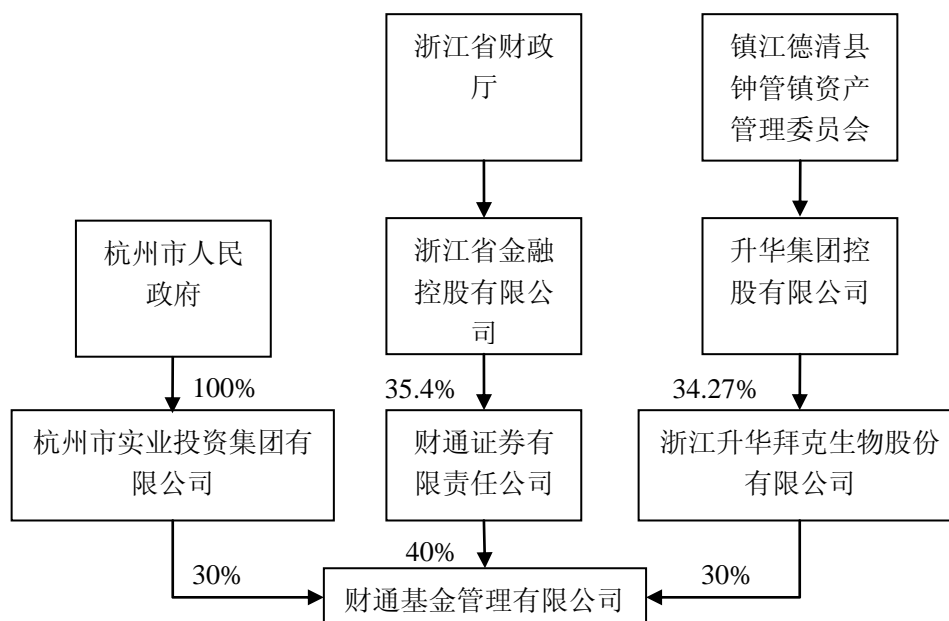 浙江省财政
厅
镇江德清县
钟管镇资产
管理委员会
杭州市人民
政府
浙江省金融
控股有限公
司
升华集团控
股有限公司
100%
35.4%
34.27%
杭州市实业投资集团有
限公司
财通证券有
限责任公司
浙江升华拜克生物股份
有限公司
30%
40%
30%
财通基金管理有限公司